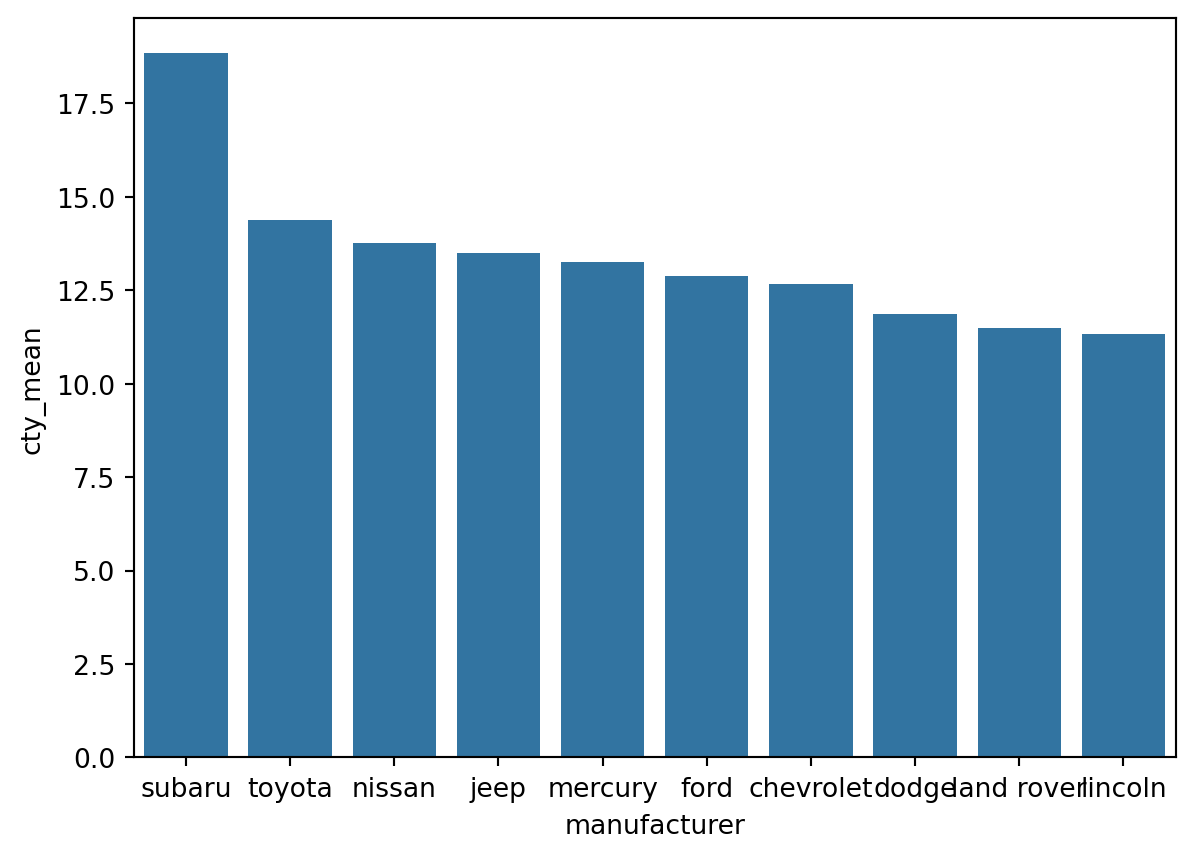 17.5
15.0
12.5
10.0
7.5
5.0
2.5
0.0
cty_mean
subaru toyota nissan jeep mercury ford chevrolet dodge land rover lincoln
manufacturer